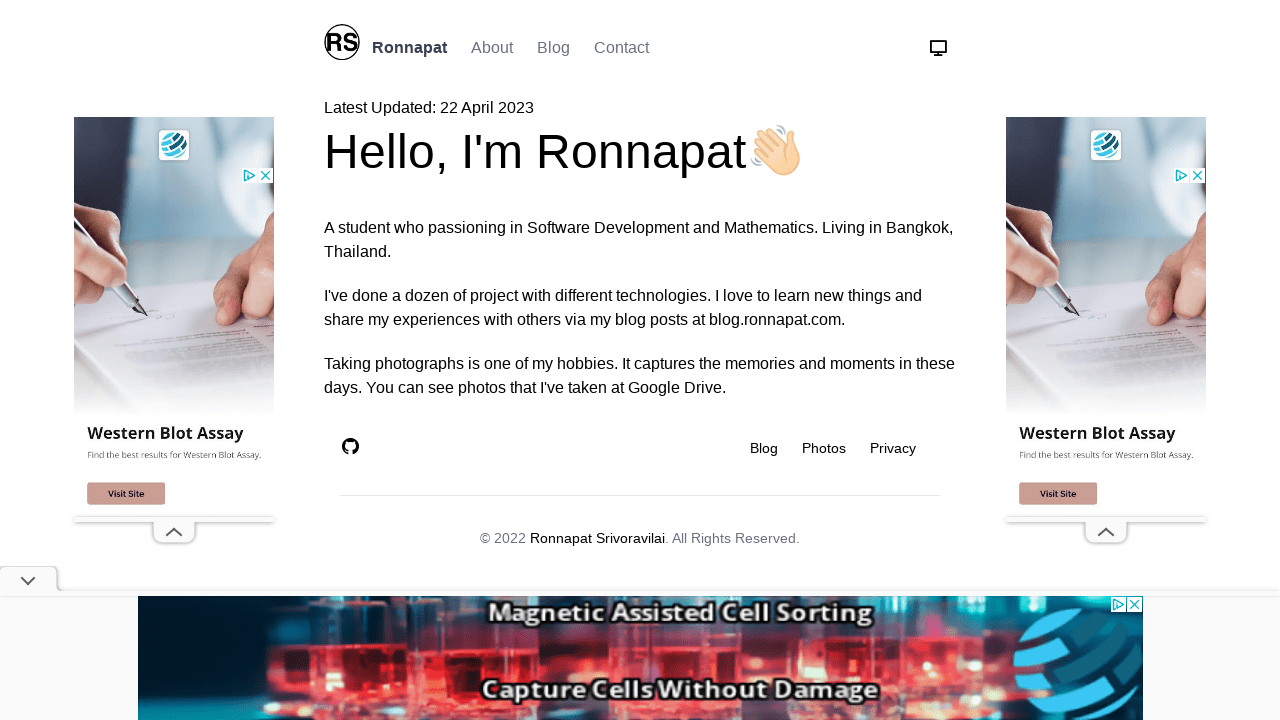 RS Ronnapat About Blog Contact
Latest Updated: 22 April 2023
Hello, I'm Ronnapat👋🏻
A student who passioning in Software Development and Mathematics. Living in Bangkok,
Thailand.
I've done a dozen of project with different technologies. I love to learn new things and
share my experiences with others via my blog posts at blog.ronnapat.com.
Taking photographs is one of my hobbies. It captures the memories and moments in these
days. You can see photos that I've taken at Google Drive.
Blog Photos Privacy
© 2022 Ronnapat Srivoravilai. All Rights Reserved.
Western Blot Assay
Find the best results for Western Blot Assay.
Visit Site
Western Blot Assay
Find the best results for Western Blot Assay.
Visit Site
Magnetic Assisted Cell Sorting
Capture Cells Without Damage